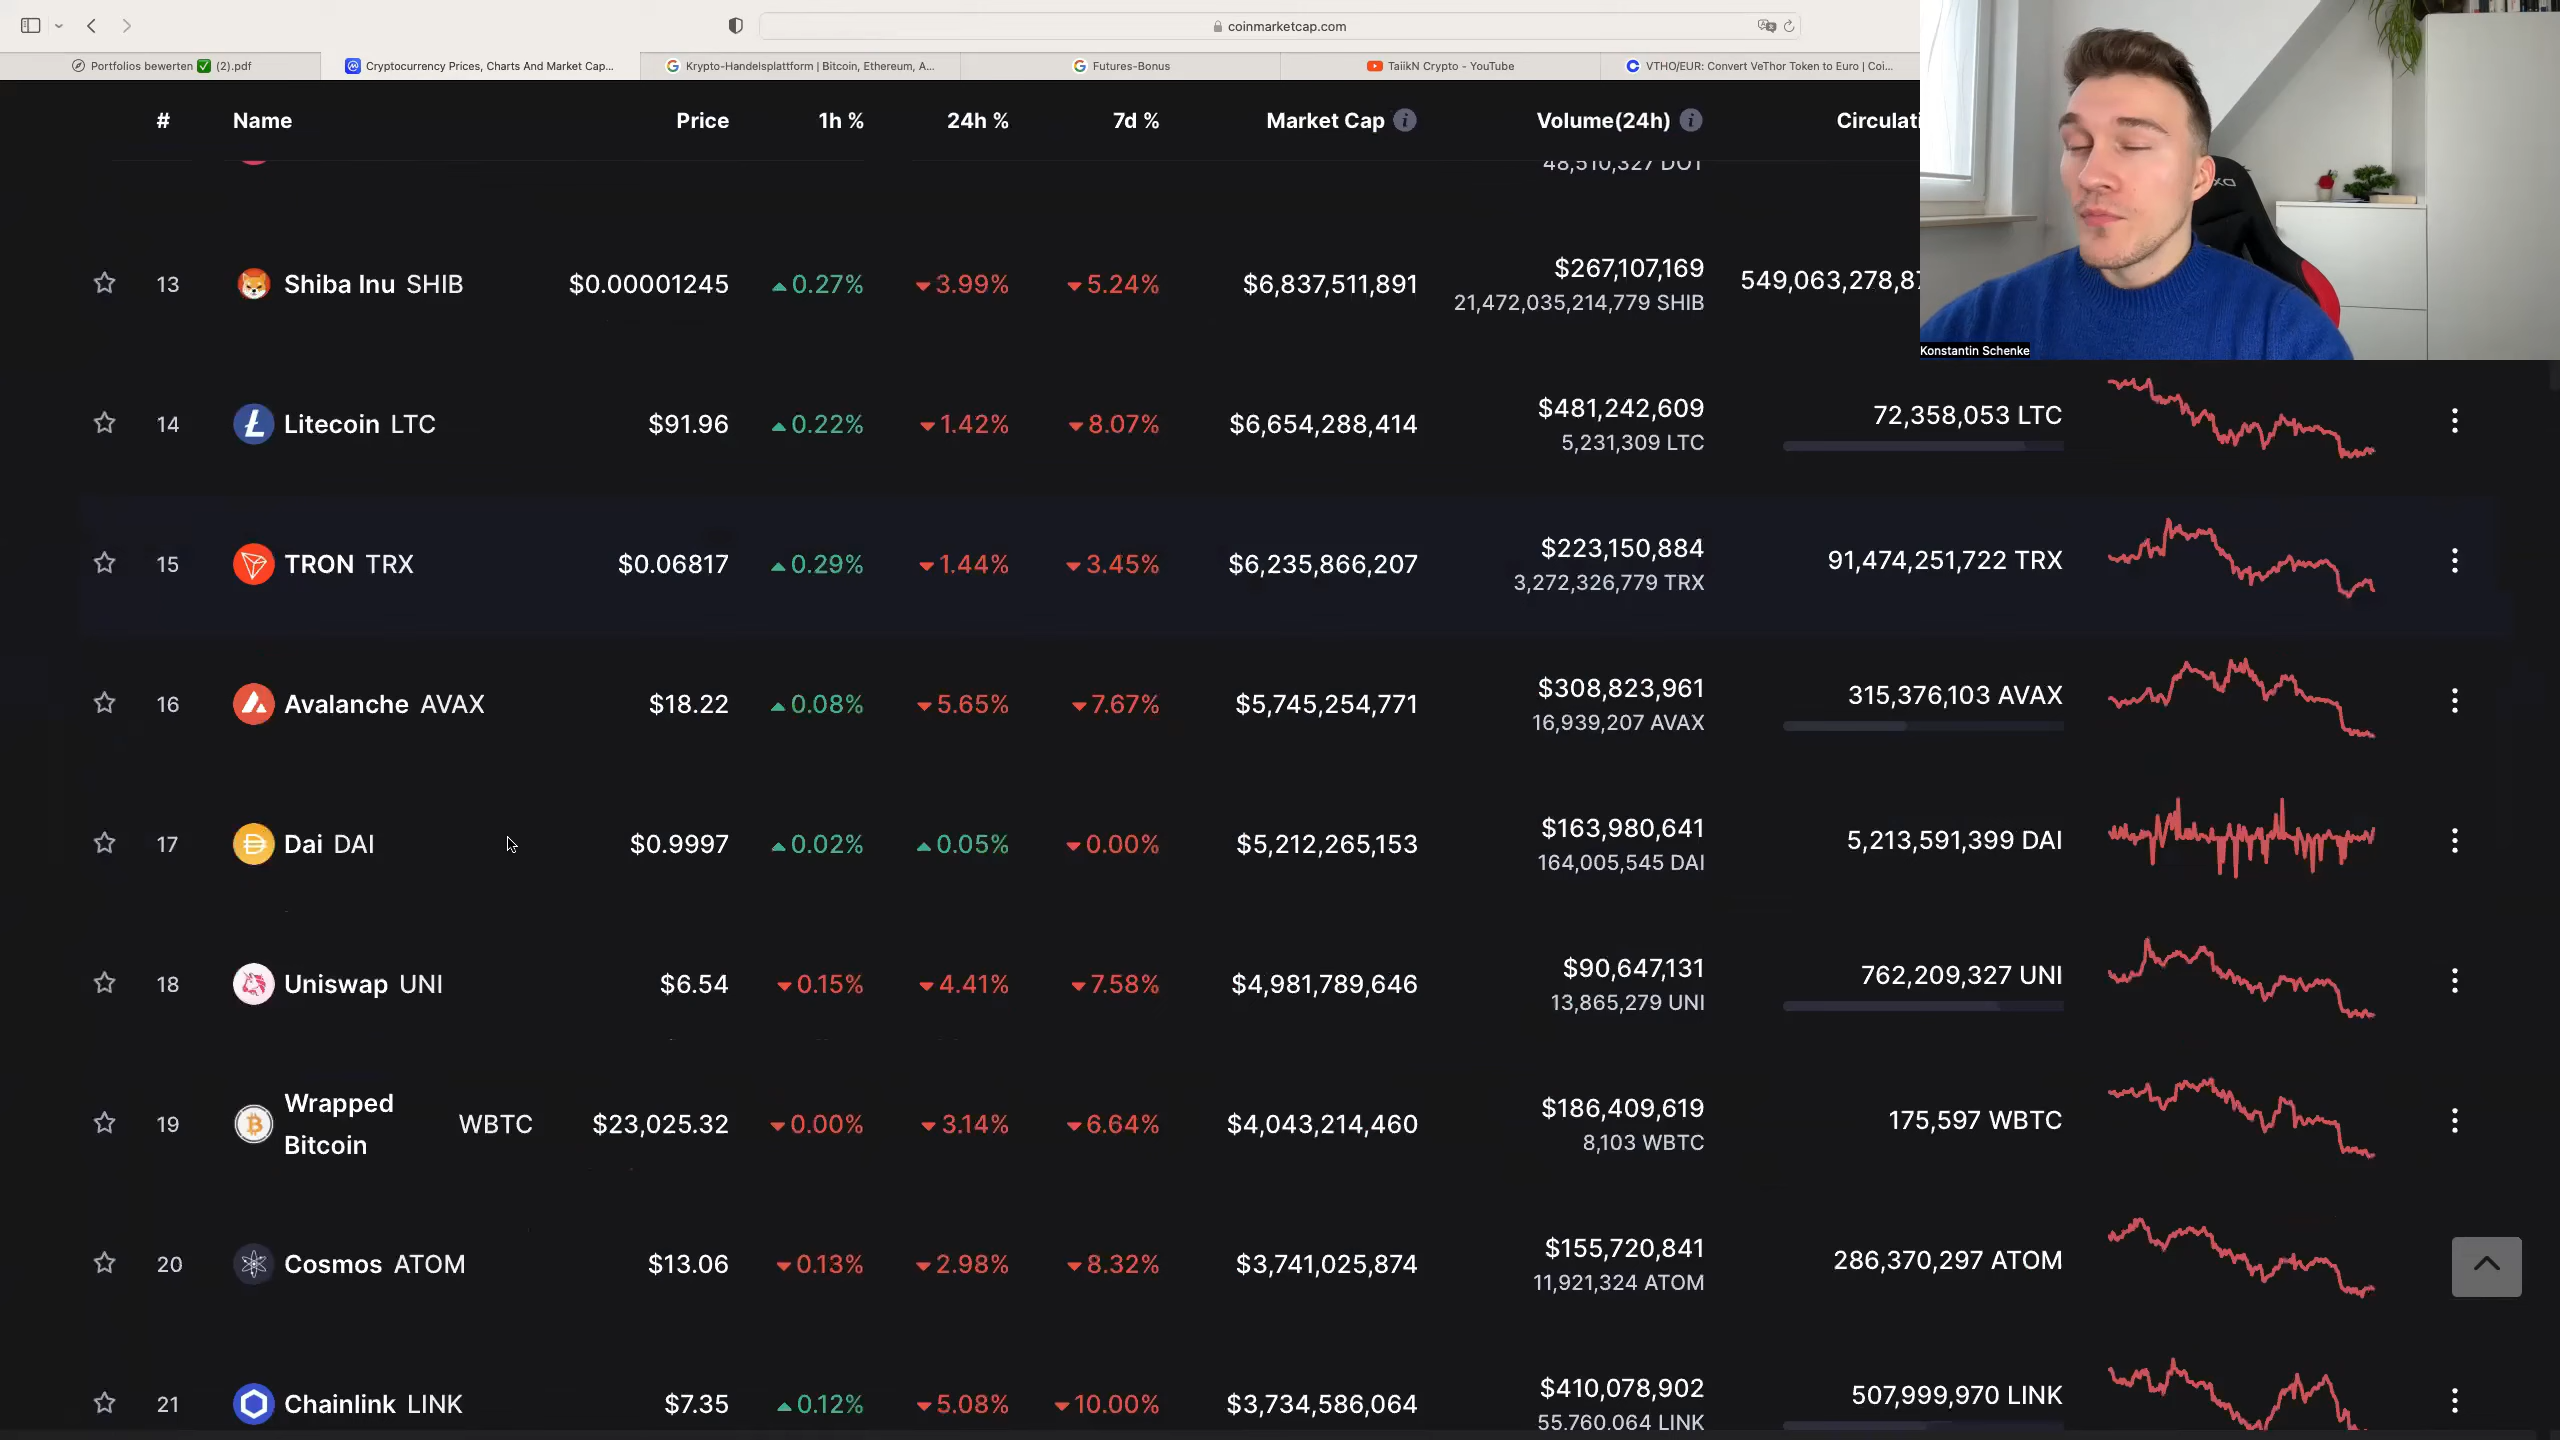 coinmarketcap.com
Portfolios bewerten ✅ (2).pdf
Cryptocurrency Prices, Charts And Market Cap...
Krypto-Handelsplattform | Bitcoin, Ethereum, A...
Futures-Bonus
TaiikN Crypto - YouTube
VTHO/EUR: Convert VeThor Token to Euro | Coi...
# Name Price 1h % 24h % 7d % Market Cap Volume(24h) Circulati
48,510,327 DOT
13 Shiba Inu SHIB $0.00001245 0.27% 3.99% 5.24% $6,837,511,891 $267,107,169 549,063,278,87
21,472,035,214,779 SHIB
Konstantin Schenke
14 Litecoin LTC $91.96 0.22% 1.42% 8.07% $6,654,288,414 $481,242,609 72,358,053 LTC
5,231,309 LTC
15 TRON TRX $0.06817 0.29% 1.44% 3.45% $6,235,866,207 $223,150,884 91,474,251,722 TRX
3,272,326,779 TRX
16 Avalanche AVAX $18.22 0.08% 5.65% 7.67% $5,745,254,771 $308,823,961 315,376,103 AVAX
16,939,207 AVAX
17 Dai DAI $0.9997 0.02% 0.05% 0.00% $5,212,265,153 $163,980,641 5,213,591,399 DAI
164,005,545 DAI
18 Uniswap UNI $6.54 0.15% 4.41% 7.58% $4,981,789,646 $90,647,131 762,209,327 UNI
13,865,279 UNI
19 Wrapped Bitcoin WBTC $23,025.32 0.00% 3.14% 6.64% $4,043,214,460 $186,409,619 175,597 WBTC
8,103 WBTC
20 Cosmos ATOM $13.06 0.13% 2.98% 8.32% $3,741,025,874 $155,720,841 286,370,297 ATOM
11,921,324 ATOM
21 Chainlink LINK $7.35 0.12% 5.08% 10.00% $3,734,586,064 $410,078,902 507,999,970 LINK
55,760,064 LINK